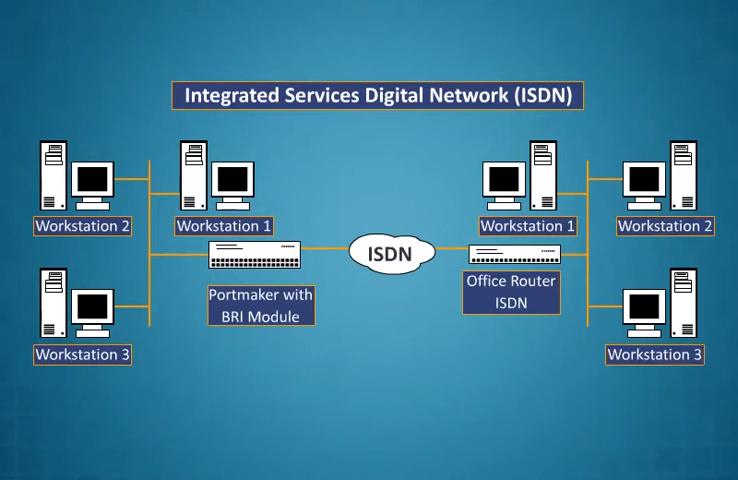 Integrated Services Digital Network (ISDN)
Workstation 2
Workstation 1
Workstation 1
Workstation 2
ISDN
Portmaker with
BRI Module
Office Router
ISDN
Workstation 3
Workstation 3